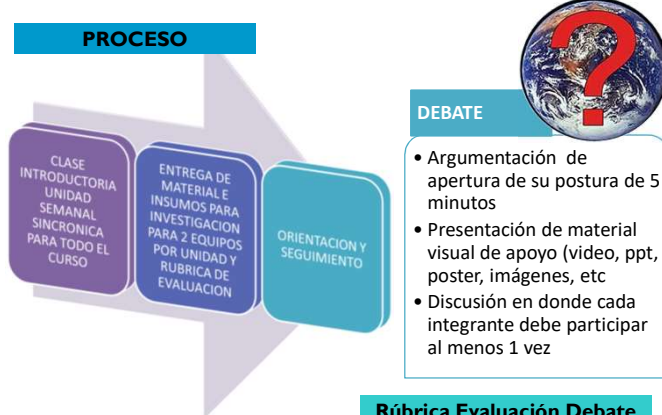 PROCESO
CLASE
INTRODUCTORIA
UNIDAD
SEMANAL
SINCRONICA
PARA TODO EL
CURSO
ENTREGA DE
MATERIAL E
INSUMOS PARA
INVESTIGACION
PARA 2 EQUIPOS
POR UNIDAD Y
RUBRICA DE
EVALUACION
ORIENTACION Y
SEGUIMIENTO
?
DEBATE
• Argumentación de
apertura de su postura de 5
minutos
• Presentación de material
visual de apoyo (video, ppt,
poster, imágenes, etc
• Discusión en donde cada
integrante debe participar
al menos 1 vez
Rúbrica Evaluación Debate